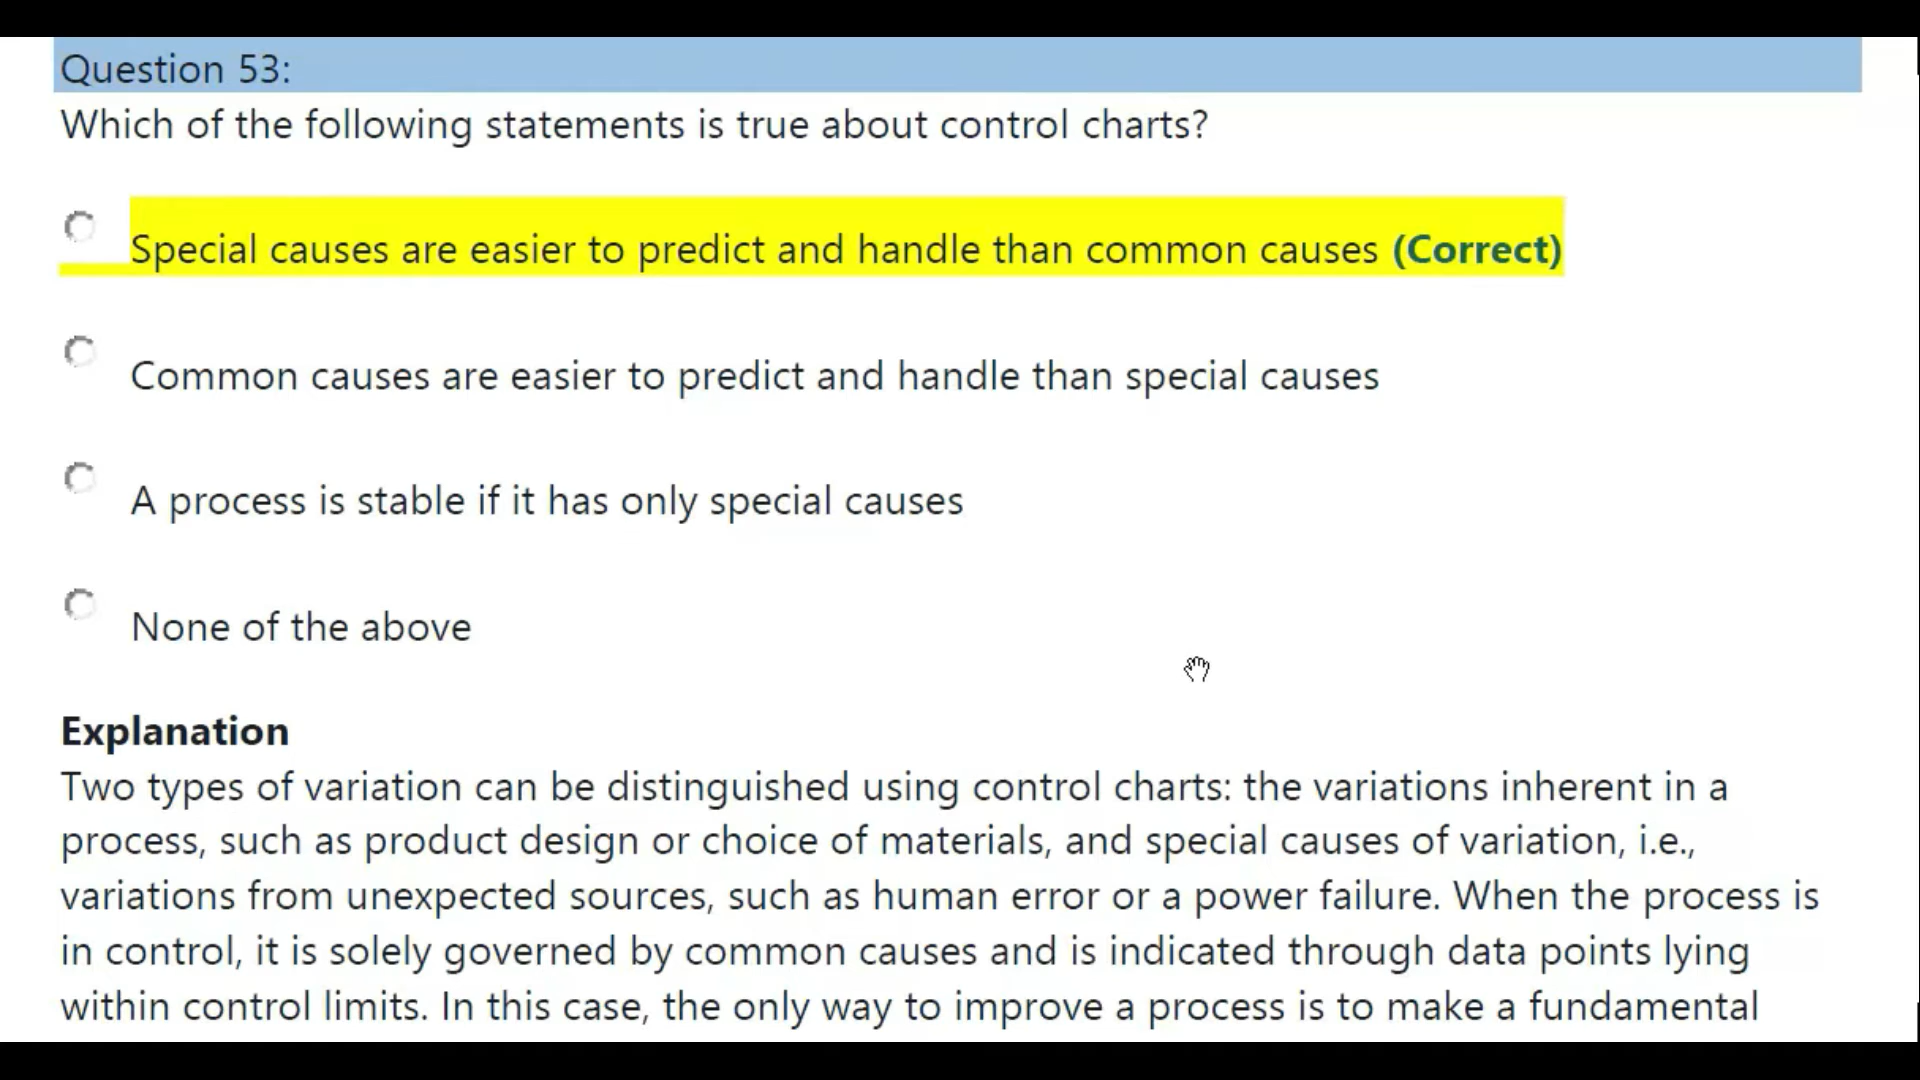 Question 53:
Which of the following statements is true about control charts?
Special causes are easier to predict and handle than common causes (Correct)
Common causes are easier to predict and handle than special causes
A process is stable if it has only special causes
None of the above
Explanation
Two types of variation can be distinguished using control charts: the variations inherent in a
process, such as product design or choice of materials, and special causes of variation, i.e.,
variations from unexpected sources, such as human error or a power failure. When the process is
in control, it is solely governed by common causes and is indicated through data points lying
within control limits. In this case, the only way to improve a process is to make a fundamental